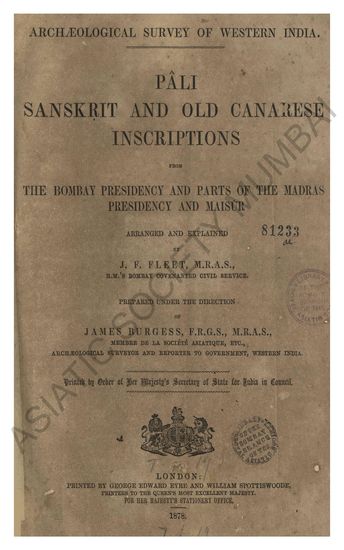 ARCHÆOLOGICAL SURVEY OF WESTERN INDIA.
PÂLI
SANSKṚIT AND OLD CANARESE
INSCRIPTIONS
FROM
THE BOMBAY PRESIDENCY AND PARTS OF THE MADRAS
PRESIDENCY AND MAISUR
ARRANGED AND EXPLAINED
81233
BY
J. F. FLEET, M.R.A.S.,
H.M.'S BOMBAY COVENANTED CIVIL SERVICE.
PREPARED UNDER THE DIRECTION
OF
JAMES BURGESS, F.R.G.S., M.R.A.S.,
MEMBRE DE LA SOCIÉTÉ ASIATIQUE, ETC.,
ARCHÆOLOGICAL SURVEYOR AND REPORTER TO GOVERNMENT, WESTERN INDIA.
Printed by Order of Her Majesty's Secretary of State for India in Council.
LONDON:
PRINTED BY GEORGE EDWARD EYRE AND WILLIAM SPOTTISWOODE,
PRINTERS TO THE QUEEN'S MOST EXCELLENT MAJESTY.
FOR HER MAJESTY'S STATIONERY OFFICE.
1878.
ASIATIC SOCIETY MUMBAI